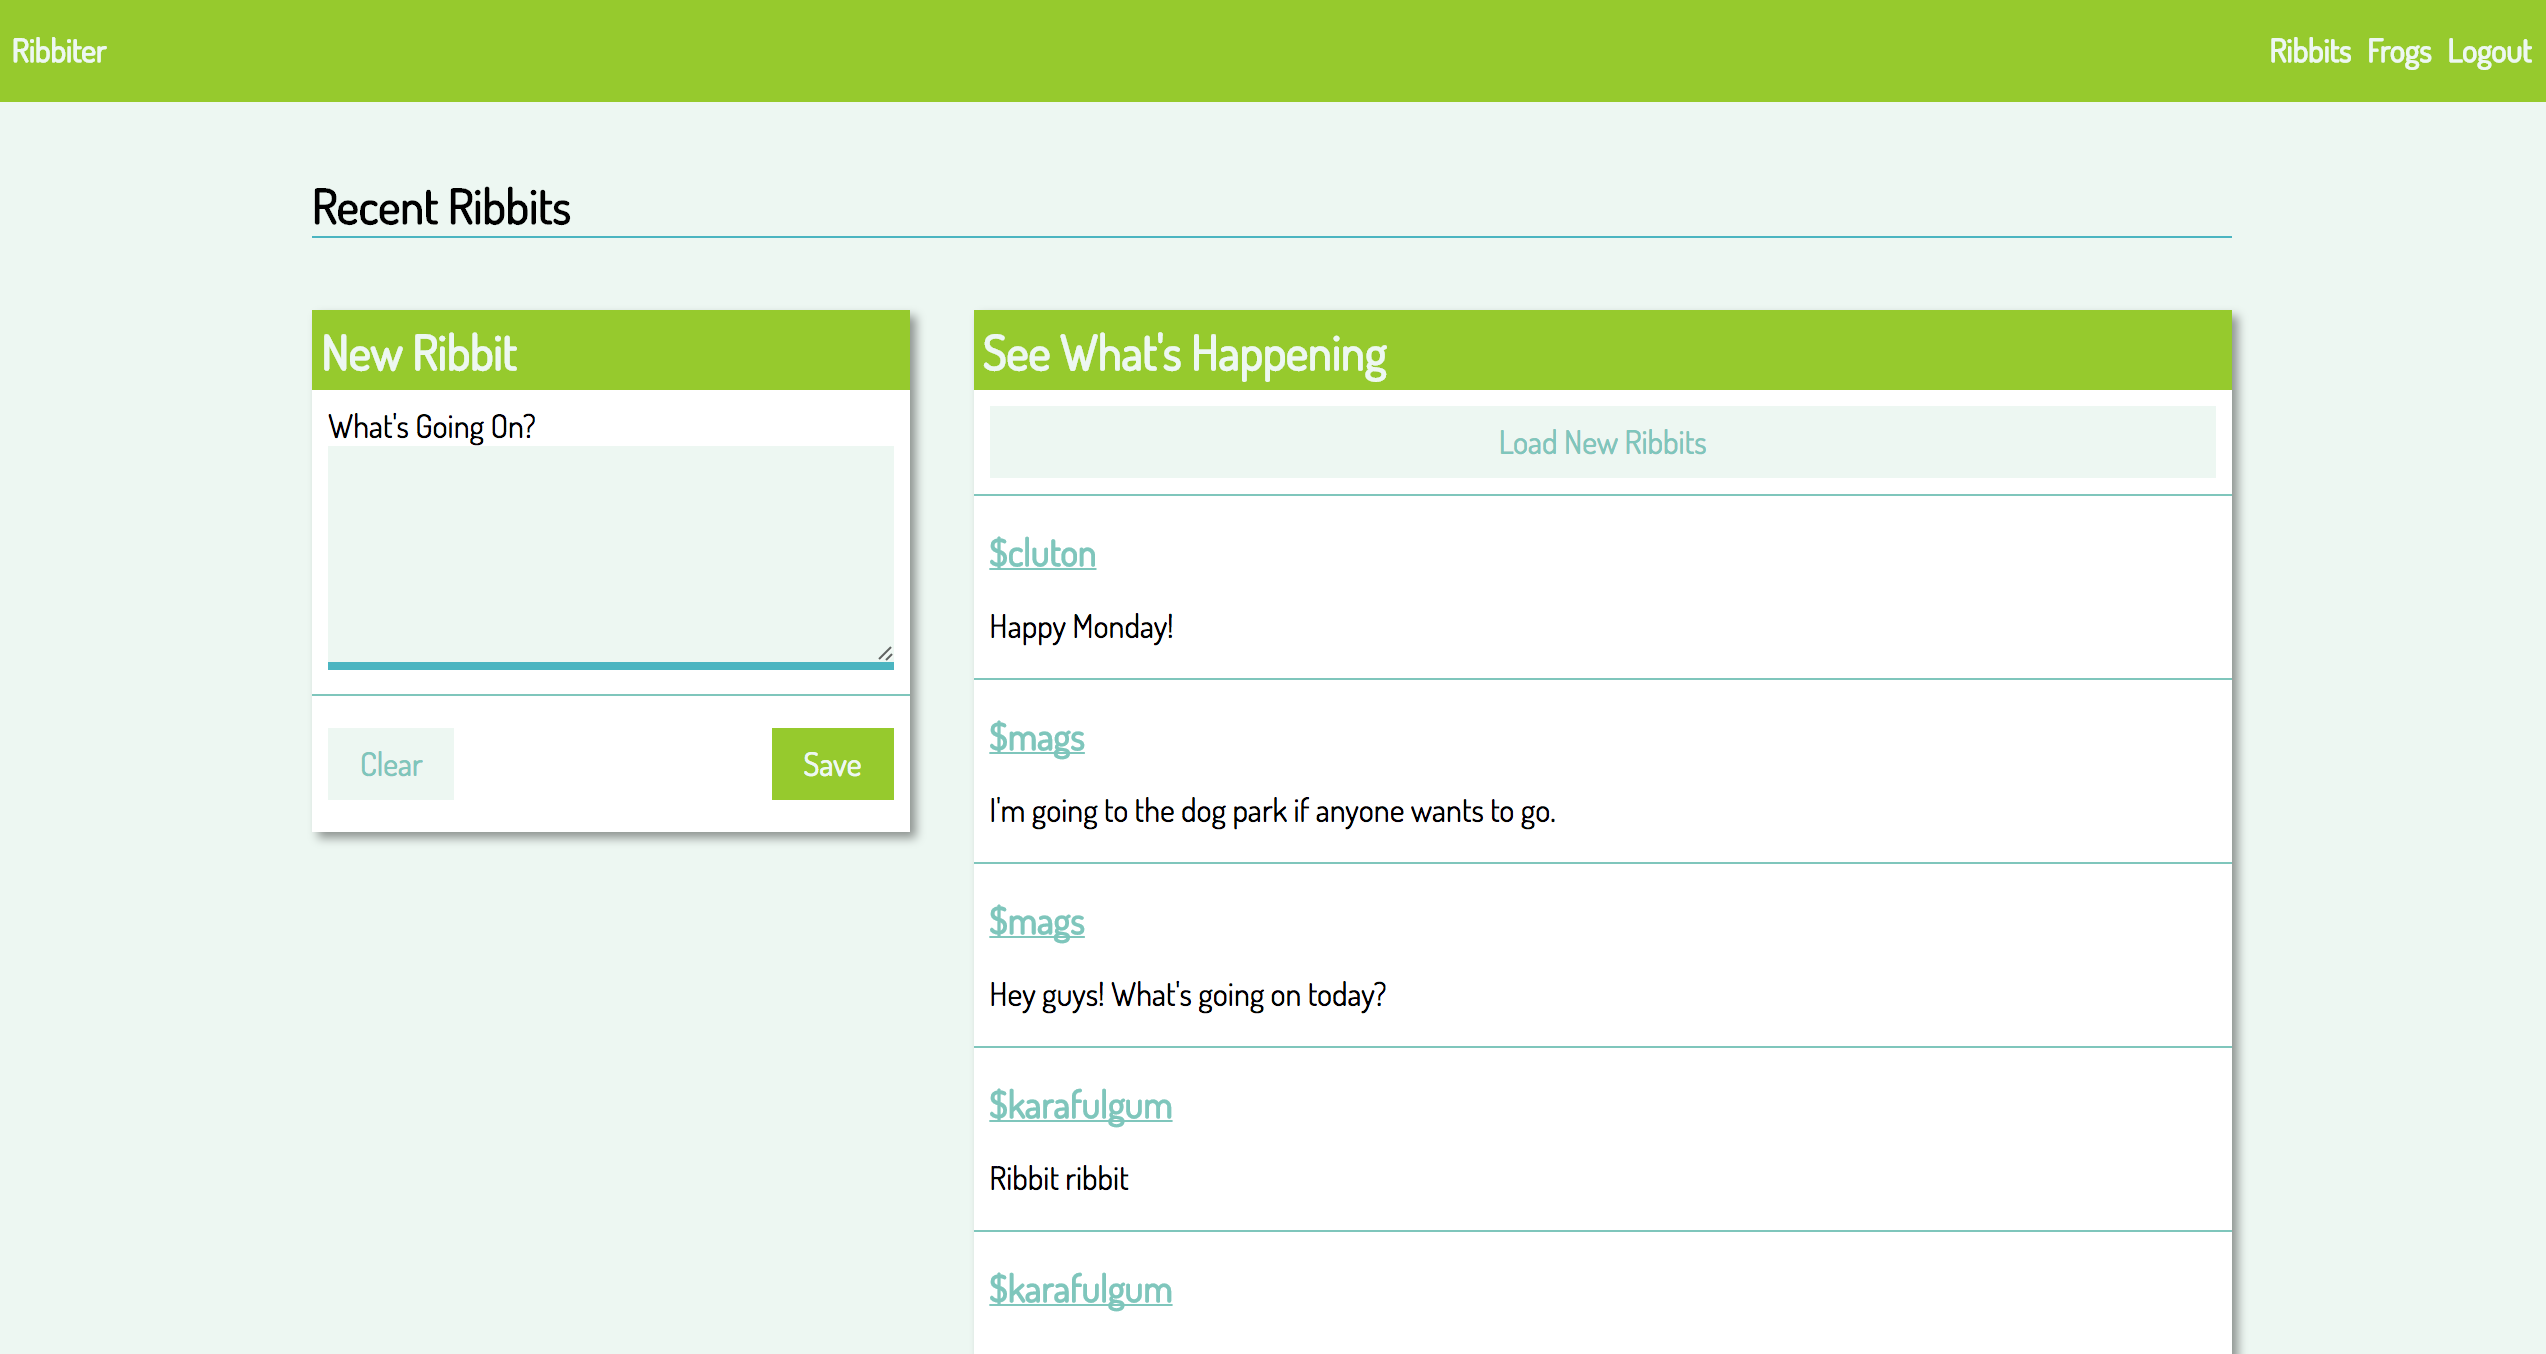 Ribbiter
Ribbits Frogs Logout
Recent Ribbits
New Ribbit
What's Going On?
Clear
Save
See What's Happening
Load New Ribbits
$cluton
Happy Monday!
$mags
I'm going to the dog park if anyone wants to go.
$mags
Hey guys! What's going on today?
$karafulgum
Ribbit ribbit
$karafulgum